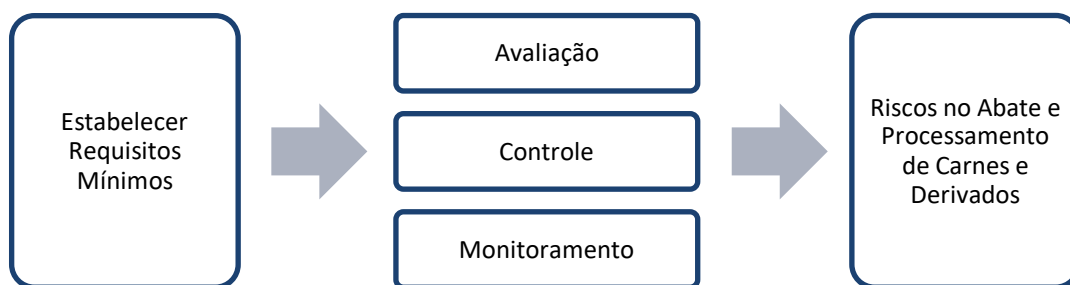 Estabelecer
Requisitos
Mínimos
Avaliação
Controle
Monitoramento
Riscos no Abate e
Processamento
de Carnes e
Derivados